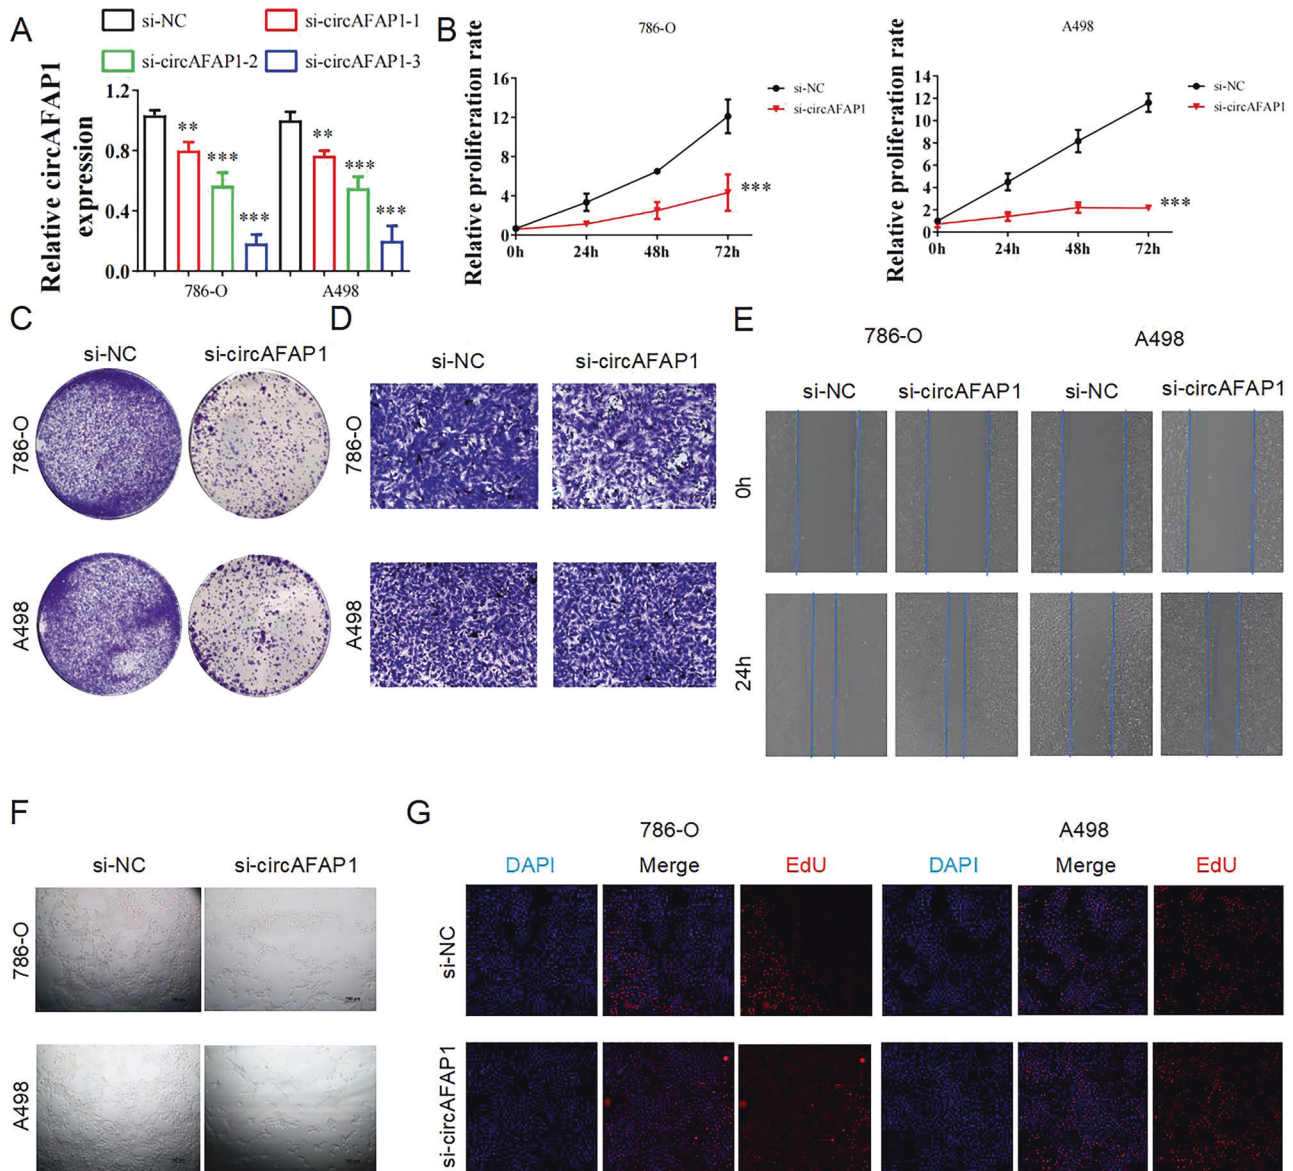 A
si-NC
si-circAFAP1-1
si-circAFAP1-2
si-circAFAP1-3
Relative circAFAP1
expression
1.2
0.8
0.4
0.0
**
***
***
**
***
***
786-O
A498
B
786-O
Relative proliferation rate
16
12
8
4
0
0h
24h
48h
72h
si-NC
si-circAFAP1
***
A498
Relative proliferation rate
14
12
10
8
6
4
2
0
0h
24h
48h
72h
si-NC
si-circAFAP1
***
C
si-NC
si-circAFAP1
786-O
A498
D
si-NC
si-circAFAP1
786-O
A498
E
786-O
A498
si-NC
si-circAFAP1
si-NC
si-circAFAP1
0h
24h
F
si-NC
si-circAFAP1
786-O
A498
G
786-O
A498
DAPI
Merge
EdU
DAPI
Merge
EdU
si-NC
si-circAFAP1